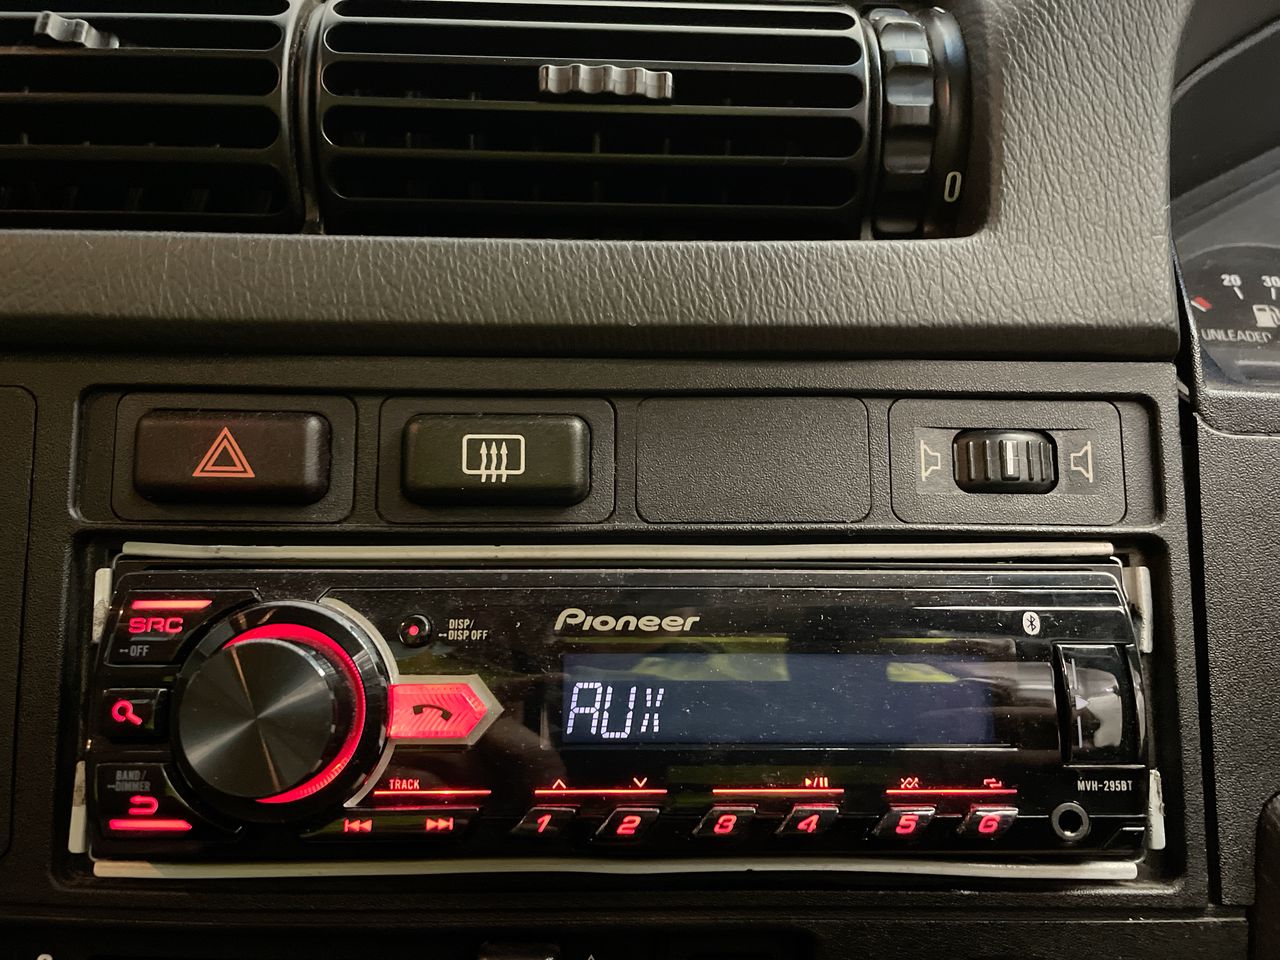 0
20 30
UNLEADED
SRC
OFF
DISP/
DISP OFF
Pioneer
AUX
BAND/
DIMMER
TRACK
MVH-295BT
1 2 3 4 5 6